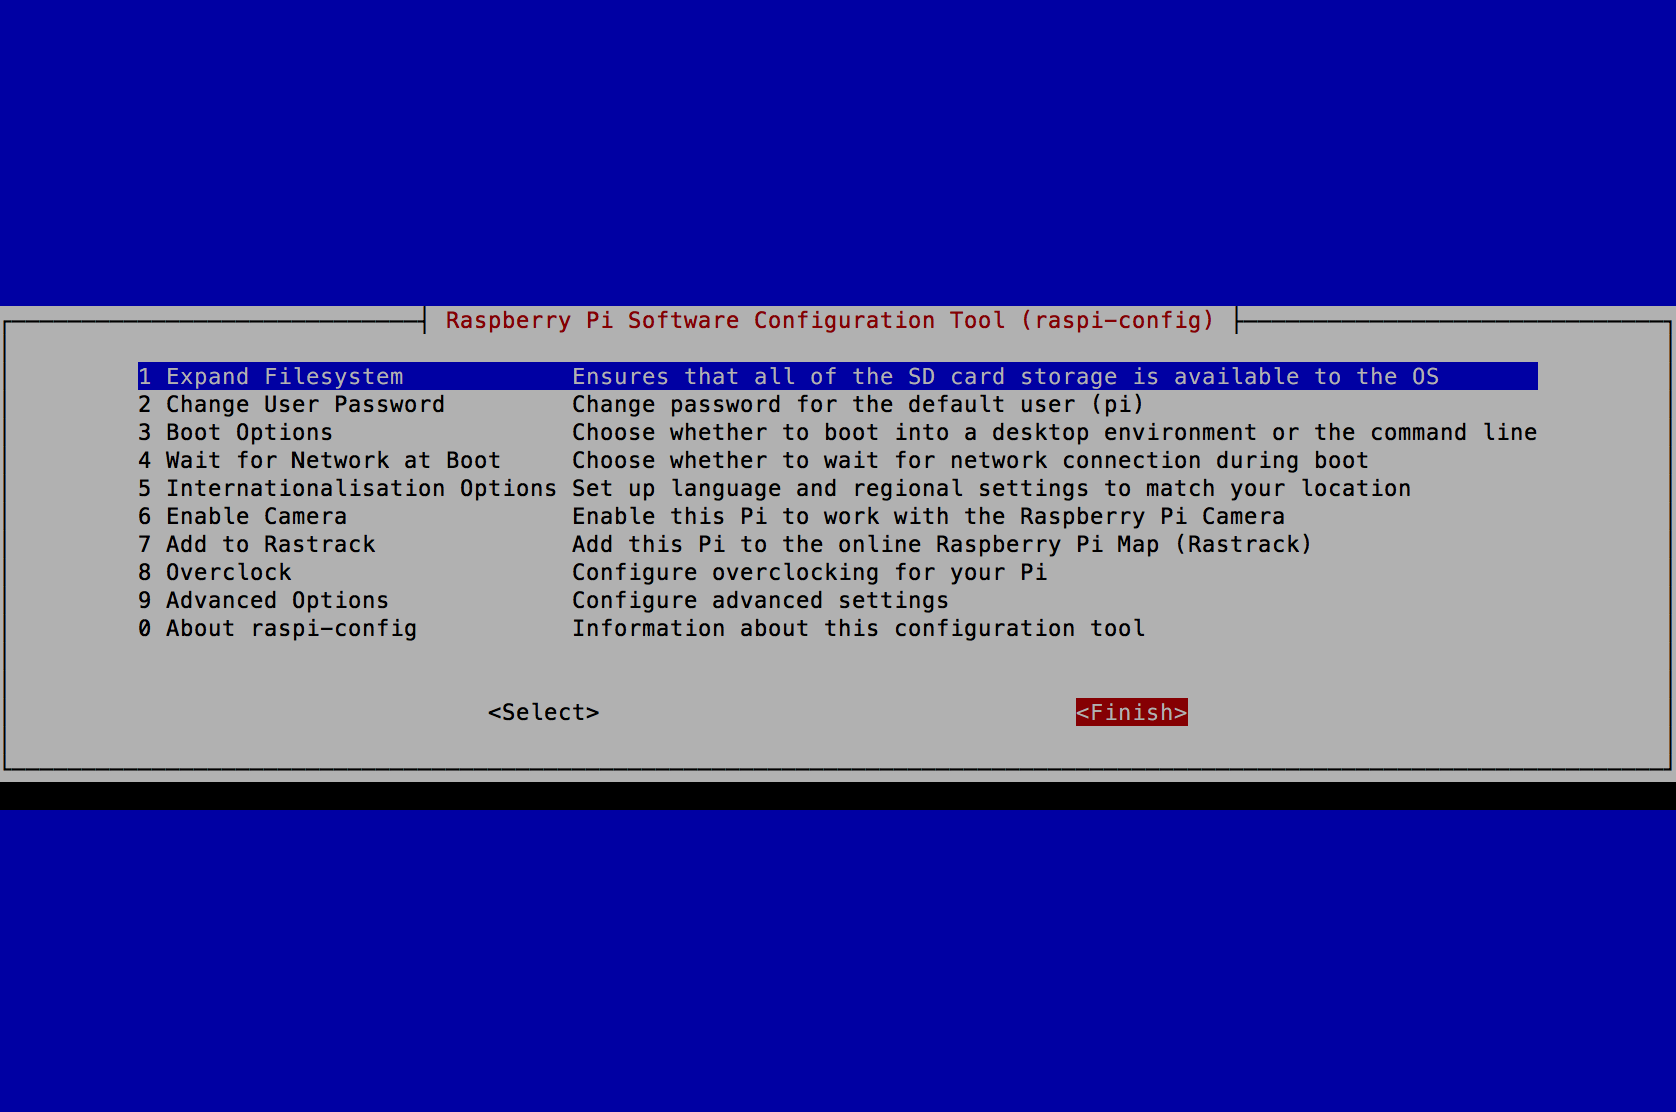 Raspberry Pi Software Configuration Tool (raspi-config)
1 Expand Filesystem Ensures that all of the SD card storage is available to the OS
2 Change User Password Change password for the default user (pi)
3 Boot Options Choose whether to boot into a desktop environment or the command line
4 Wait for Network at Boot Choose whether to wait for network connection during boot
5 Internationalisation Options Set up language and regional settings to match your location
6 Enable Camera Enable this Pi to work with the Raspberry Pi Camera
7 Add to Rastrack Add this Pi to the online Raspberry Pi Map (Rastrack)
8 Overclock Configure overclocking for your Pi
9 Advanced Options Configure advanced settings
0 About raspi-config Information about this configuration tool
<Select> <Finish>